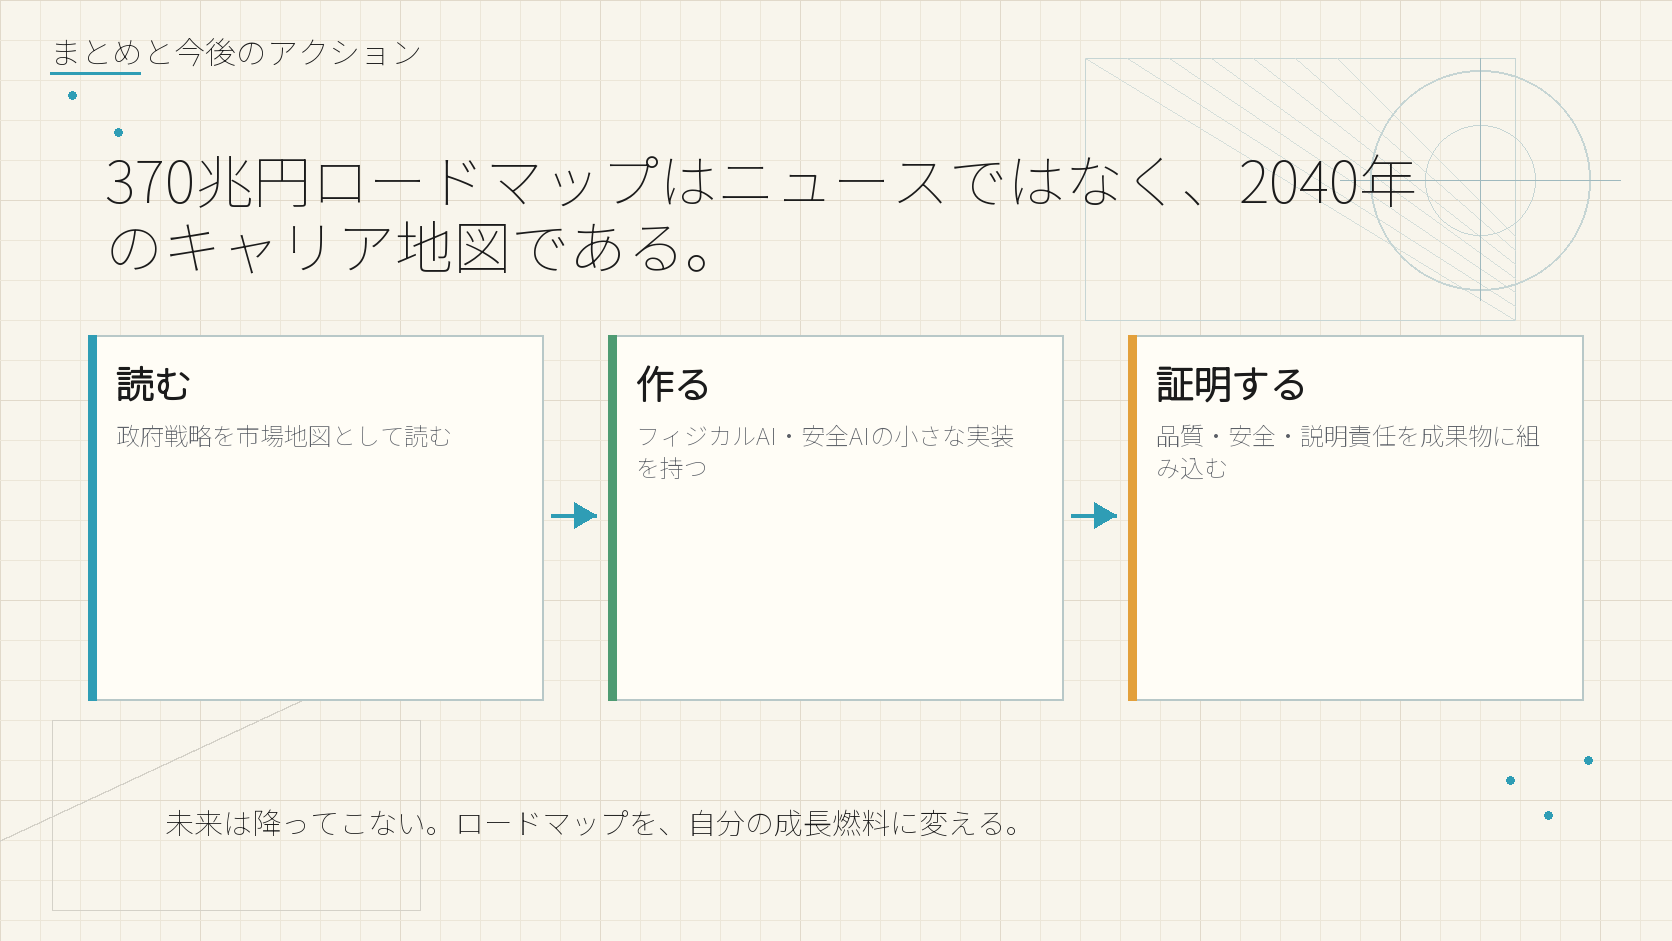 まとめと今後のアクション
370兆円ロードマップはニュースではなく、2040年
のキャリア地図である。
読む
政府戦略を市場地図として読む
作る
フィジカルAI・安全AIの小さな実装
を持つ
証明する
品質・安全・説明責任を成果物に組
み込む
未来は降ってこない。ロードマップを、自分の成長燃料に変える。